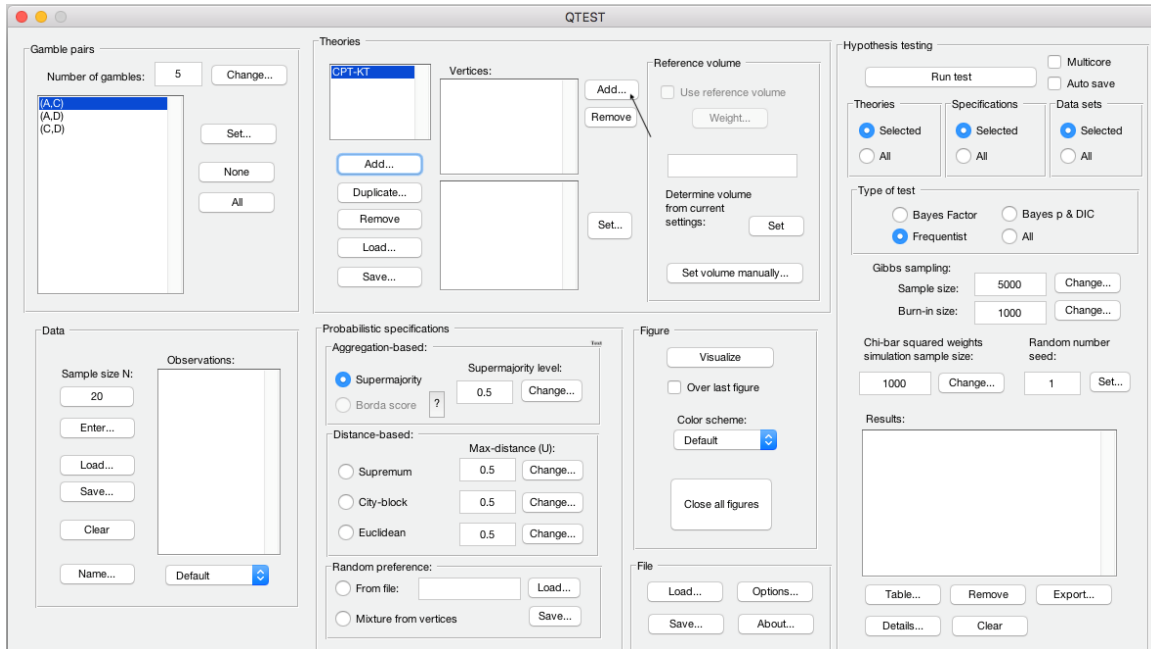 QTEST
Gamble pairs
Number of gambles: 5 Change...
(A,C)
(A,D)
(C,D)
Set...
None
All
Theories
CPT-KT
Vertices:
Add...
Remove
Add...
Duplicate...
Remove
Load...
Save...
Set...
Reference volume
Use reference volume
Weight...
Determine volume
from current
settings:
Set
Set volume manually...
Hypothesis testing
Run test
Multicore
Auto save
Theories
Selected
All
Specifications
Selected
All
Data sets
Selected
All
Type of test
Bayes Factor Bayes p & DIC
Frequentist All
Gibbs sampling:
Sample size: 5000 Change...
Burn-in size: 1000 Change...
Chi-bar squared weights
simulation sample size:
1000 Change...
Random number
seed:
1 Set...
Results:
Table... Remove Export...
Details... Clear
Data
Sample size N:
20
Enter...
Load...
Save...
Clear
Name...
Observations:
Default
Probabilistic specifications
Text
Aggregation-based:
Supermajority
Borda score ?
Supermajority level:
0.5 Change...
Distance-based:
Max-distance (U):
Supremum 0.5 Change...
City-block 0.5 Change...
Euclidean 0.5 Change...
Random preference:
From file: Load...
Mixture from vertices Save...
Figure
Visualize
Over last figure
Color scheme:
Default
Close all figures
File
Load... Options...
Save... About...